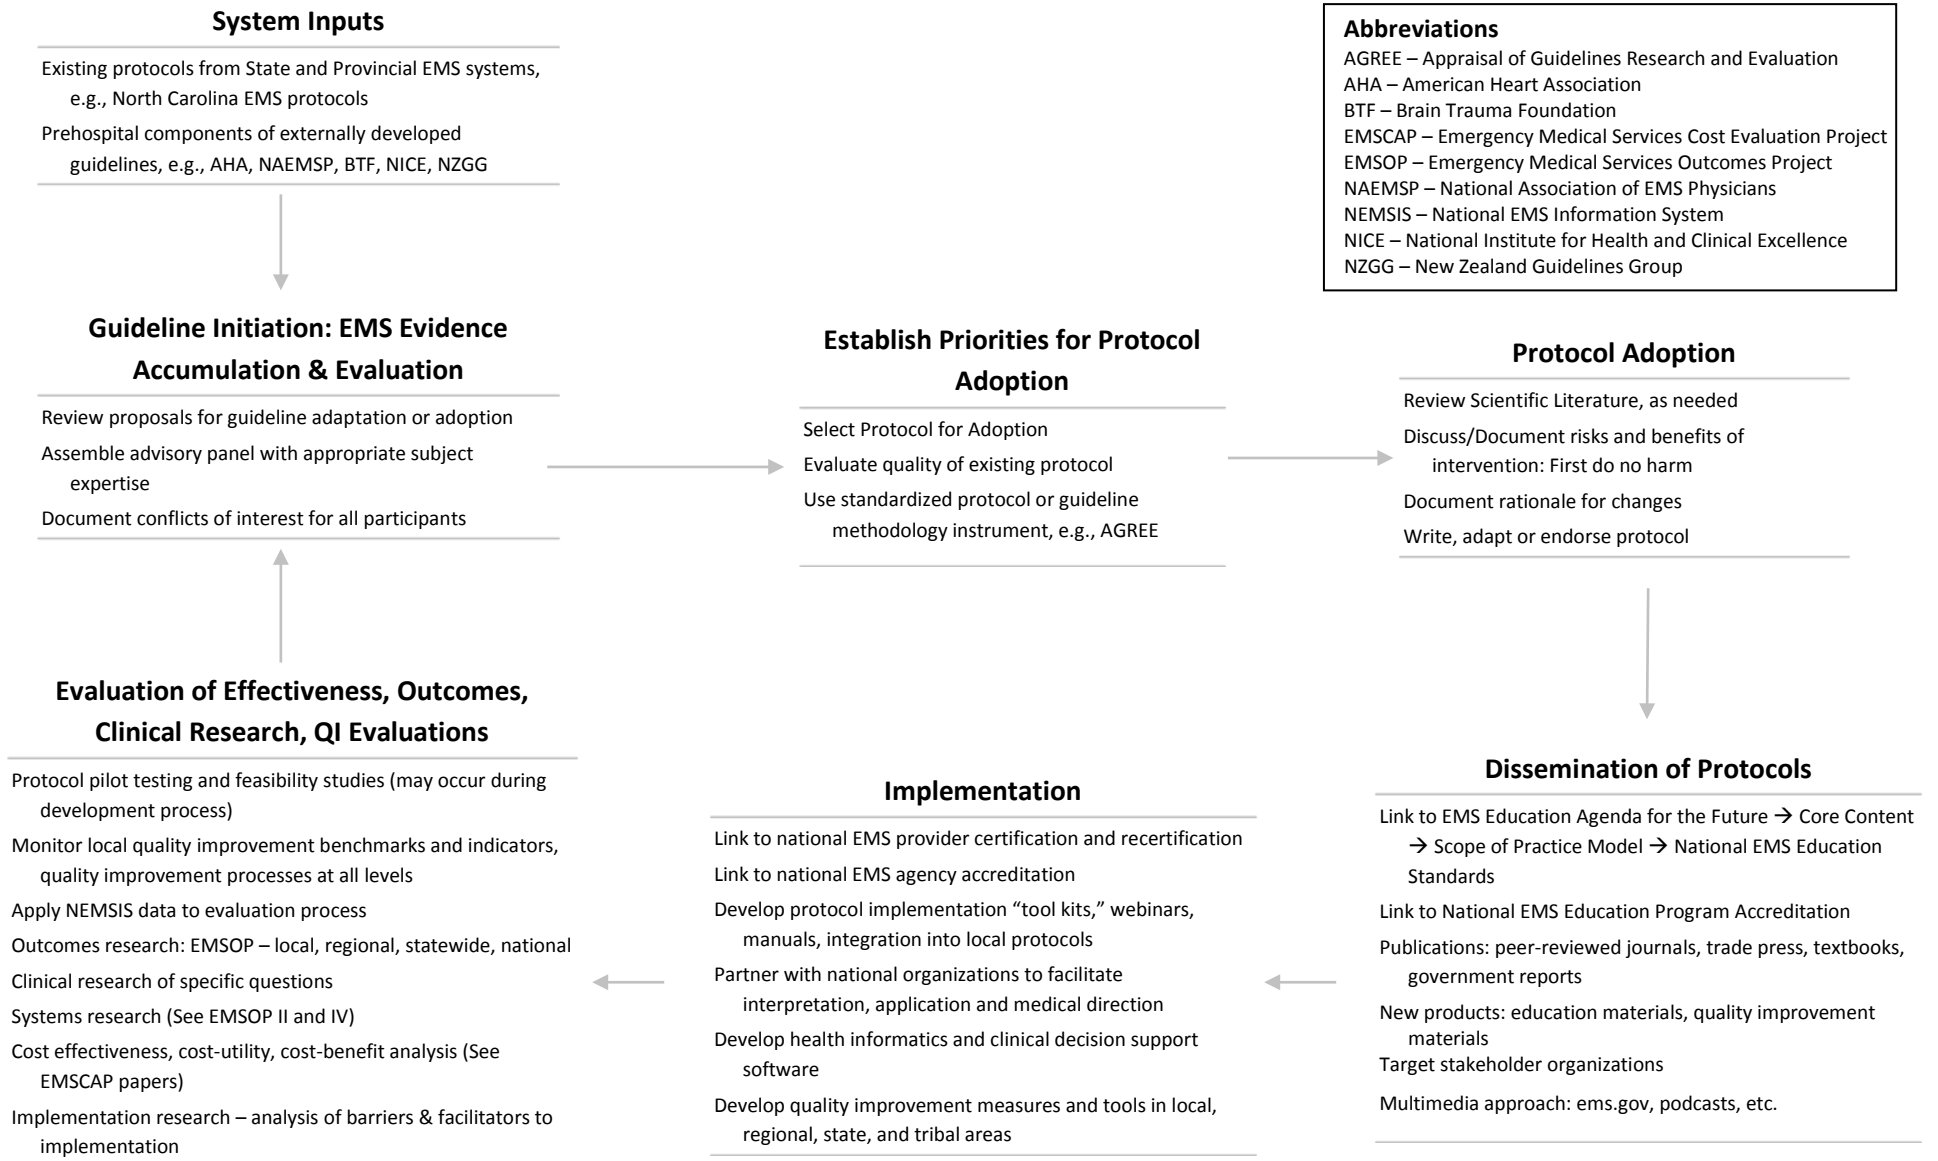 System Inputs
Existing protocols from State and Provincial EMS systems,
e.g., North Carolina EMS protocols
Prehospital components of externally developed
guidelines, e.g., AHA, NAEMSP, BTF, NICE, NZGG
Abbreviations
AGREE – Appraisal of Guidelines Research and Evaluation
AHA – American Heart Association
BTF – Brain Trauma Foundation
EMSCAP – Emergency Medical Services Cost Evaluation Project
EMSOP – Emergency Medical Services Outcomes Project
NAEMSP – National Association of EMS Physicians
NEMSIS – National EMS Information System
NICE – National Institute for Health and Clinical Excellence
NZGG – New Zealand Guidelines Group
Guideline Initiation: EMS Evidence
Accumulation & Evaluation
Review proposals for guideline adaptation or adoption
Assemble advisory panel with appropriate subject
expertise
Document conflicts of interest for all participants
Establish Priorities for Protocol
Adoption
Select Protocol for Adoption
Evaluate quality of existing protocol
Use standardized protocol or guideline
methodology instrument, e.g., AGREE
Protocol Adoption
Review Scientific Literature, as needed
Discuss/Document risks and benefits of
intervention: First do no harm
Document rationale for changes
Write, adapt or endorse protocol
Dissemination of Protocols
Link to EMS Education Agenda for the Future → Core Content
→ Scope of Practice Model → National EMS Education
Standards
Link to National EMS Education Program Accreditation
Publications: peer-reviewed journals, trade press, textbooks,
government reports
New products: education materials, quality improvement
materials
Target stakeholder organizations
Multimedia approach: ems.gov, podcasts, etc.
Implementation
Link to national EMS provider certification and recertification
Link to national EMS agency accreditation
Develop protocol implementation “tool kits,” webinars,
manuals, integration into local protocols
Partner with national organizations to facilitate
interpretation, application and medical direction
Develop health informatics and clinical decision support
software
Develop quality improvement measures and tools in local,
regional, state, and tribal areas
Evaluation of Effectiveness, Outcomes,
Clinical Research, QI Evaluations
Protocol pilot testing and feasibility studies (may occur during
development process)
Monitor local quality improvement benchmarks and indicators,
quality improvement processes at all levels
Apply NEMSIS data to evaluation process
Outcomes research: EMSOP – local, regional, statewide, national
Clinical research of specific questions
Systems research (See EMSOP II and IV)
Cost effectiveness, cost-utility, cost-benefit analysis (See
EMSCAP papers)
Implementation research – analysis of barriers & facilitators to
implementation